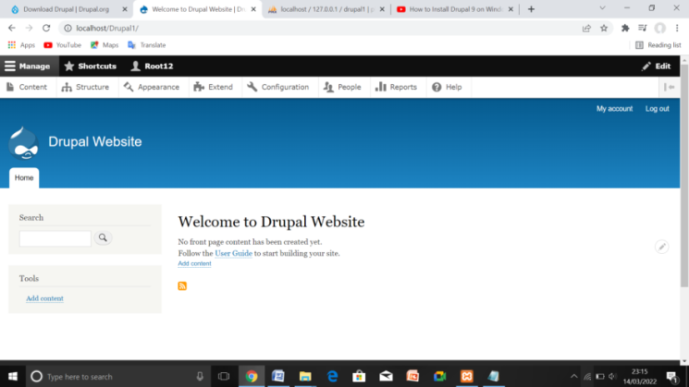 Download Drupal | Drupal.org
Welcome to Drupal Website | D
localhost / 127.0.0.1 / drupal1 | p
How to Install Drupal 9 on Wind
localhost/Drupal1/
Apps YouTube Maps Translate Reading list
Manage Shortcuts Root12 Edit
Content Structure Appearance Extend Configuration People Reports Help
My account Log out
Drupal Website
Home
Search
Tools
Add content
Welcome to Drupal Website
No front page content has been created yet.
Follow the User Guide to start building your site.
Add content
Type here to search
23:15
14/03/2022